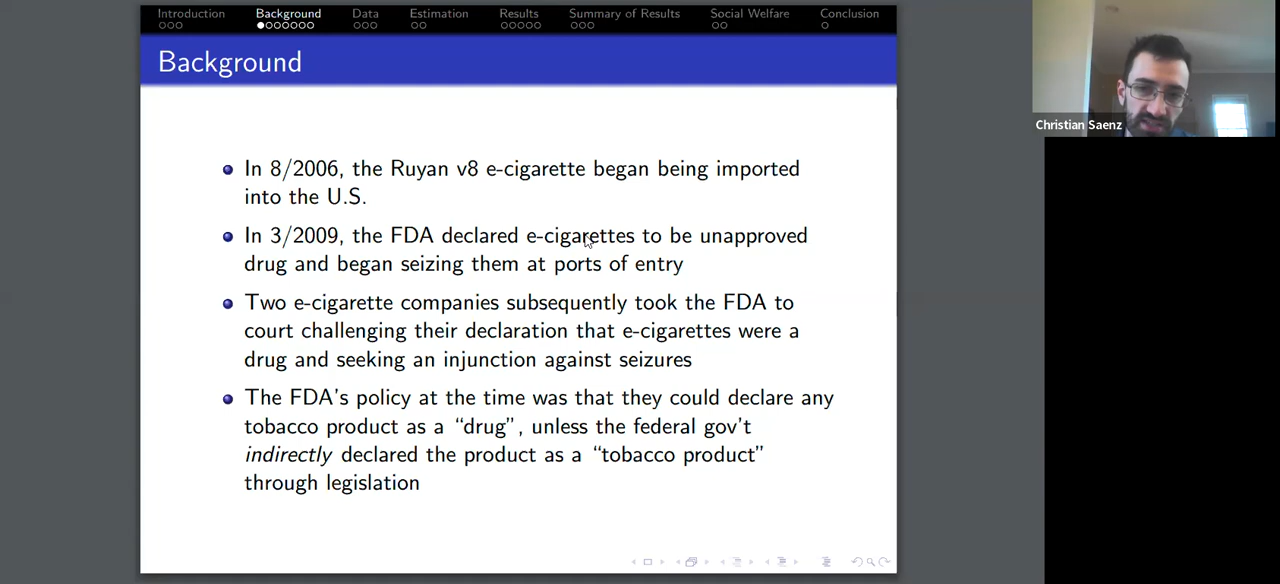 Introduction Background Data Estimation Results Summary of Results Social Welfare Conclusion
Background
In 8/2006, the Ruyan v8 e-cigarette began being imported
into the U.S.
In 3/2009, the FDA declared e-cigarettes to be unapproved
drug and began seizing them at ports of entry
Two e-cigarette companies subsequently took the FDA to
court challenging their declaration that e-cigarettes were a
drug and seeking an injunction against seizures
The FDA's policy at the time was that they could declare any
tobacco product as a “drug”, unless the federal gov't
indirectly declared the product as a “tobacco product”
through legislation
Christian Saenz